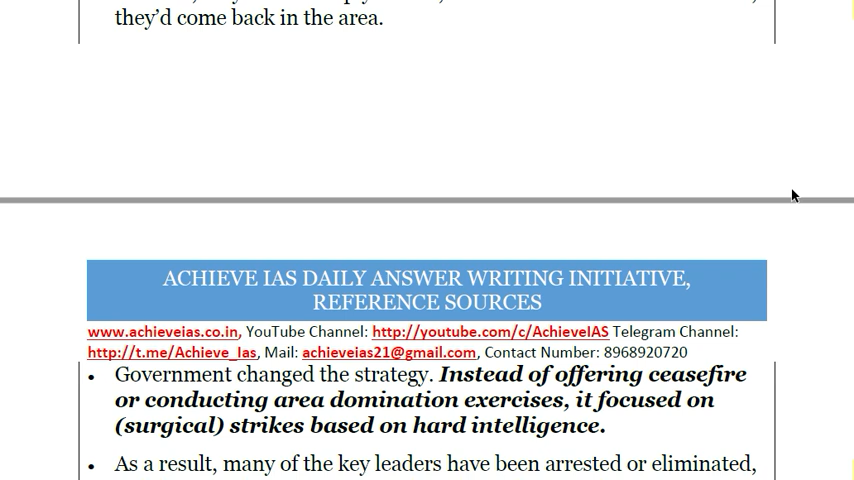 they'd come back in the area.
ACHIEVE IAS DAILY ANSWER WRITING INITIATIVE,
REFERENCE SOURCES
www.achieveias.co.in, YouTube Channel: http://youtube.com/c/AchieveIAS Telegram Channel:
http://t.me/Achieve_Ias, Mail: achieveias21@gmail.com, Contact Number: 8968920720
• Government changed the strategy. Instead of offering ceasefire
or conducting area domination exercises, it focused on
(surgical) strikes based on hard intelligence.
• As a result, many of the key leaders have been arrested or eliminated,